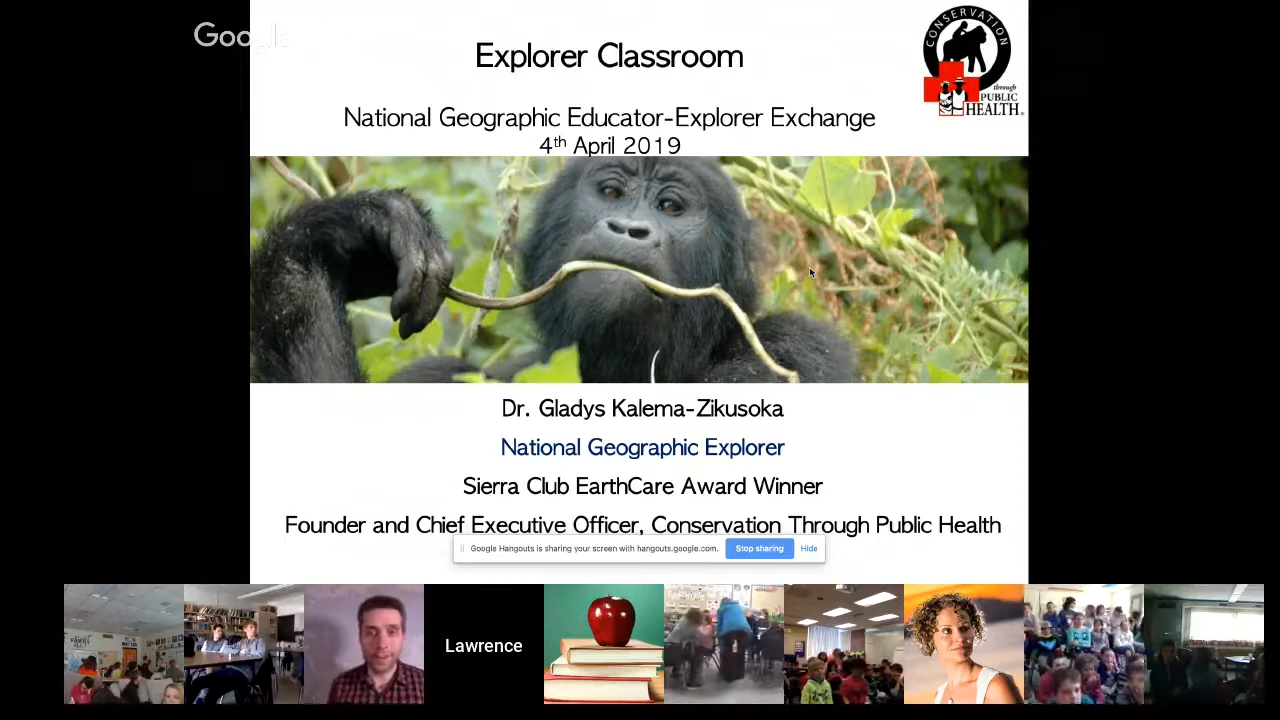 Google
Explorer Classroom
CONSERVATION
through
PUBLIC
HEALTH
National Geographic Educator-Explorer Exchange
4th April 2019
Dr. Gladys Kalema-Zikusoka
National Geographic Explorer
Sierra Club EarthCare Award Winner
Founder and Chief Executive Officer, Conservation Through Public Health
Google Hangouts is sharing your screen with hangouts.google.com.
Stop sharing
Hide
Lawrence